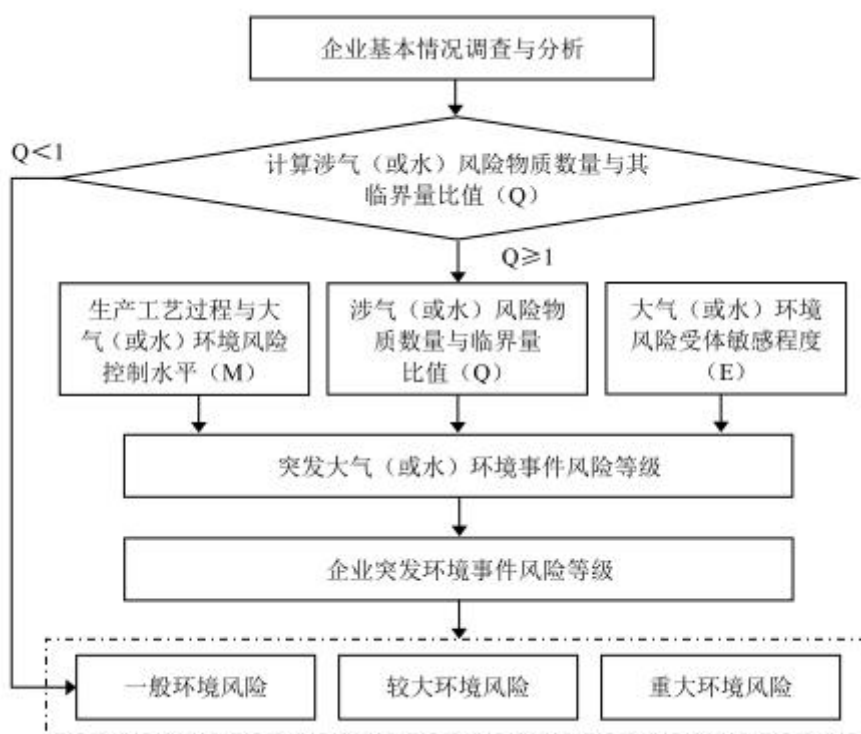 企业基本情况调查与分析
Q＜1
计算涉气（或水）风险物质数量与其
临界量比值（Q）
Q≥1
生产工艺过程与大
气（或水）环境风险
控制水平（M）
涉气（或水）风险物
质数量与临界量
比值（Q）
大气（或水）环境
风险受体敏感程度
（E）
突发大气（或水）环境事件风险等级
企业突发环境事件风险等级
一般环境风险
较大环境风险
重大环境风险